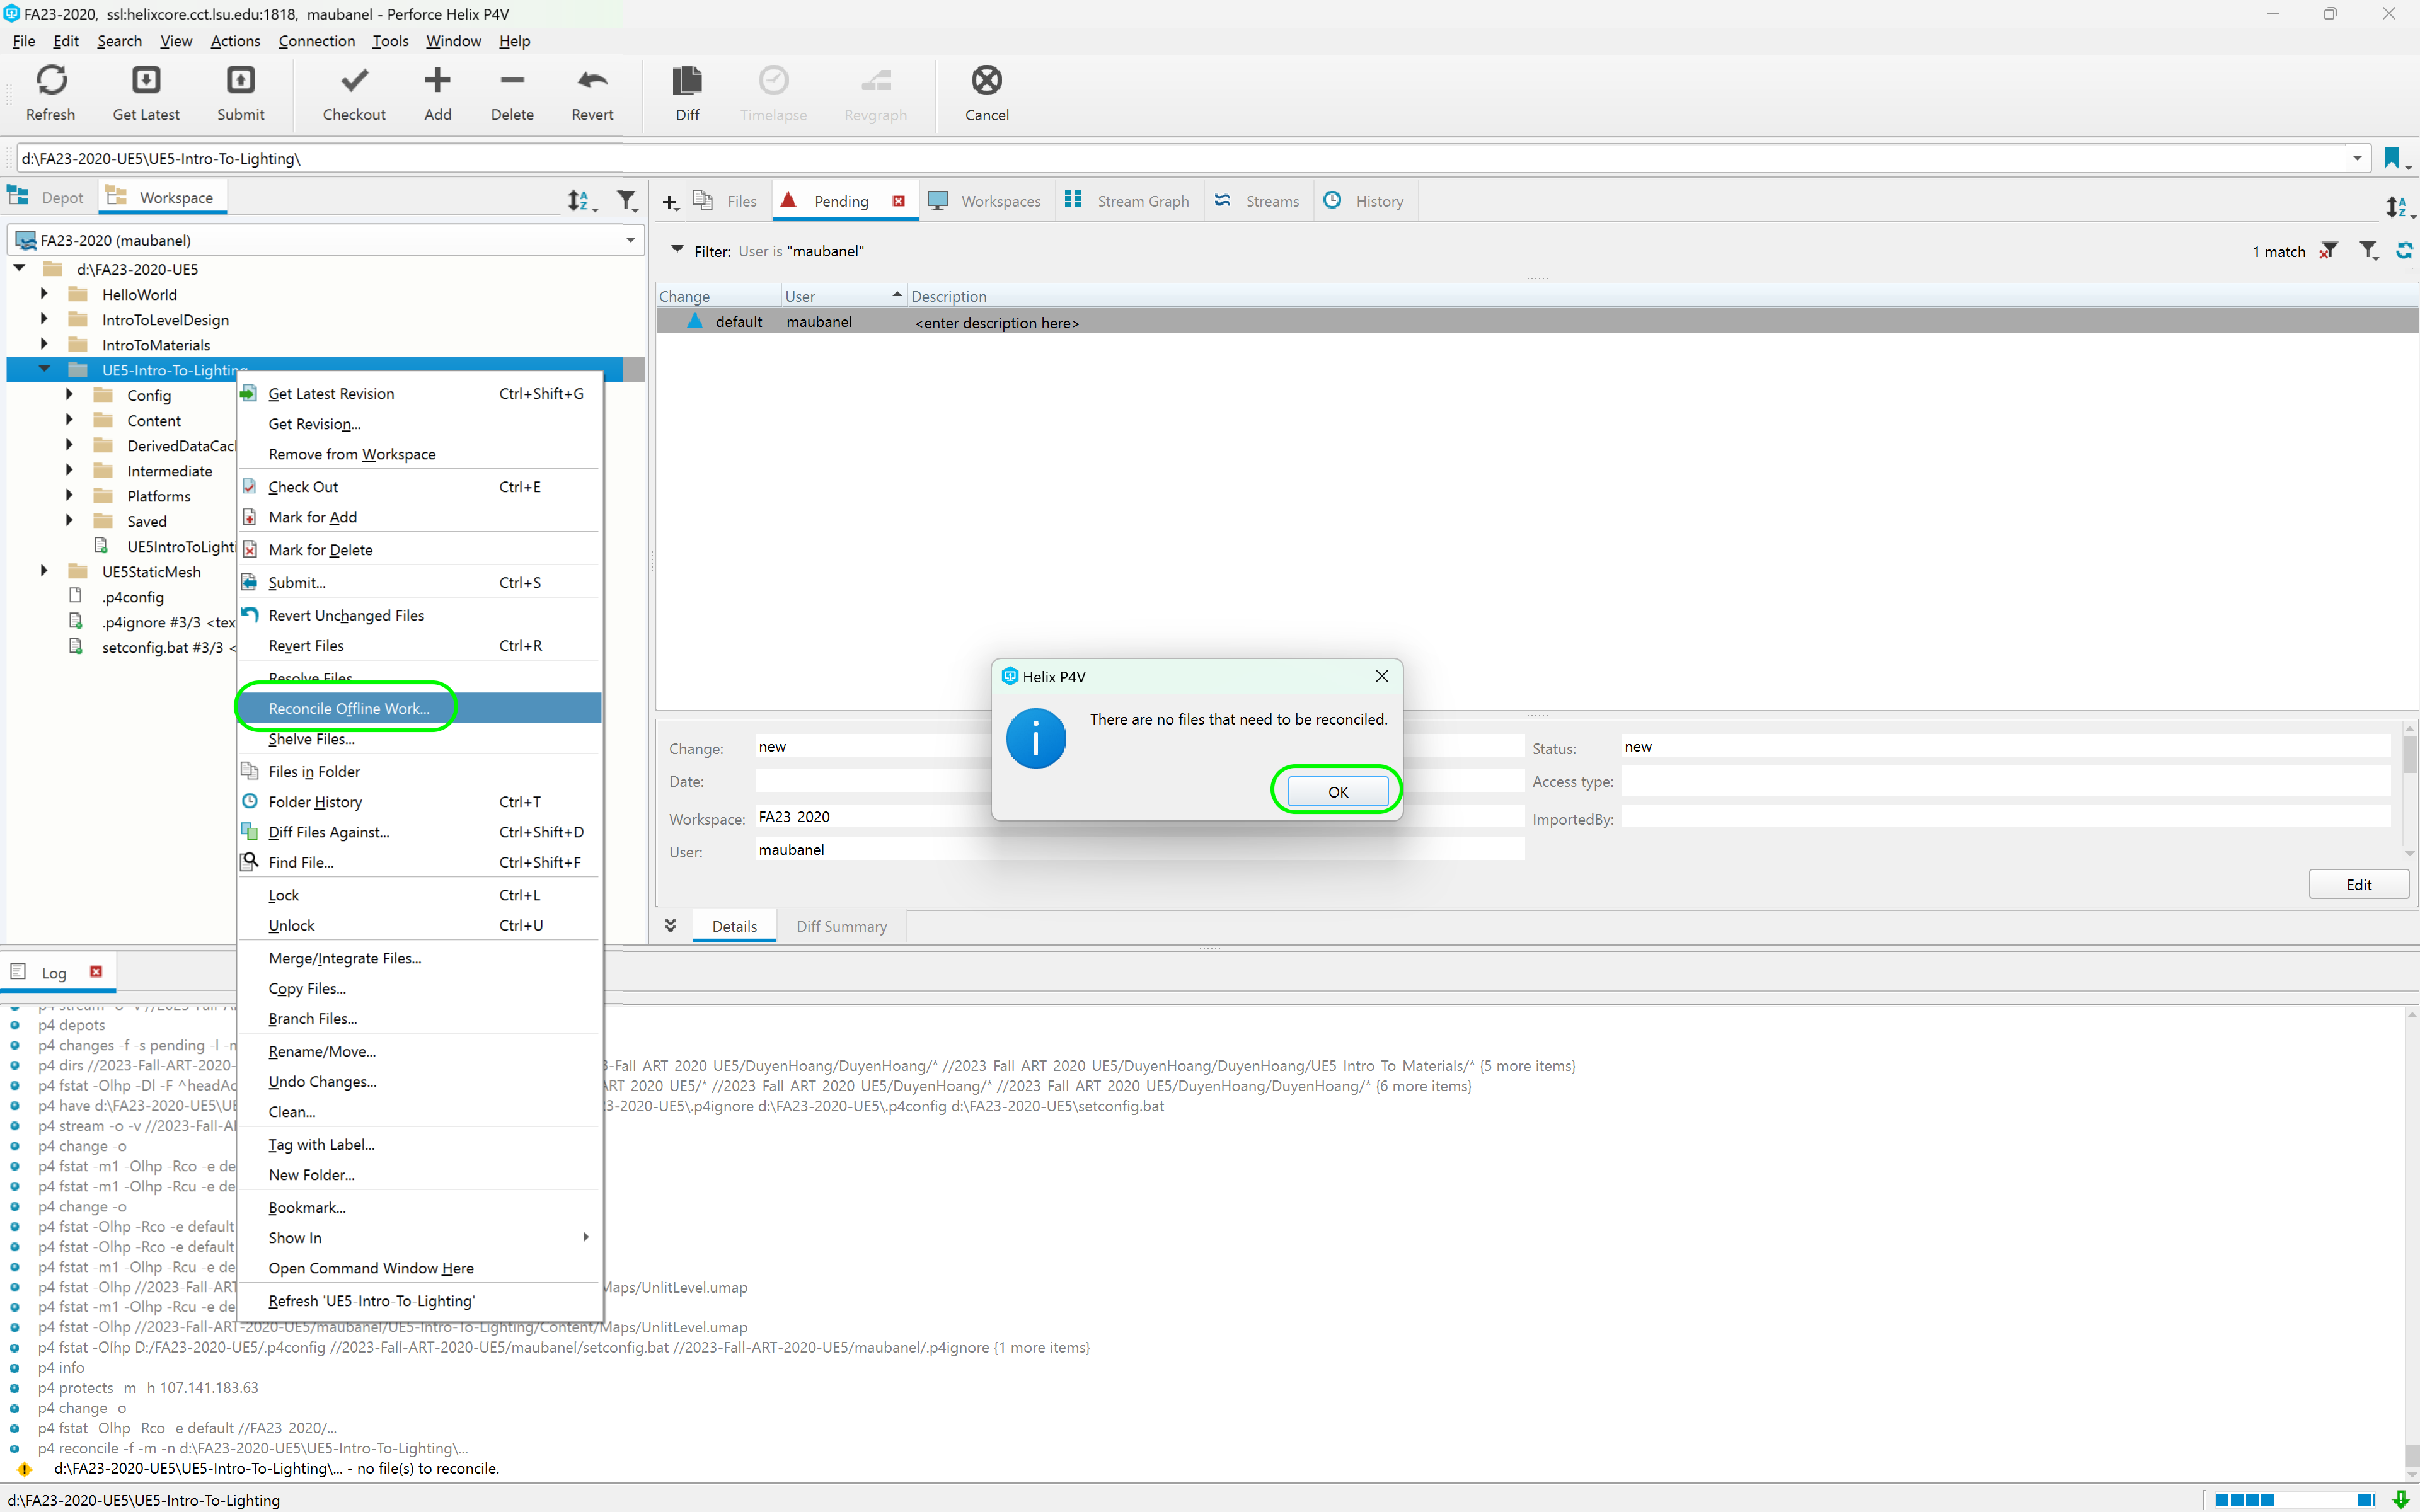 FA23-2020, ssl:helixcore.cct.lsu.edu:1818, maubanel - Perforce Helix P4V
File Edit Search View Actions Connection Tools Window Help
Refresh Get Latest Submit Checkout Add Delete Revert Diff Timelapse Revgraph Cancel
d:\FA23-2020-UE5\UE5-Intro-To-Lighting\
Depot Workspace
FA23-2020 (maubanel)
d:\FA23-2020-UE5
HelloWorld
IntroToLevelDesign
IntroToMaterials
UE5-Intro-To-Lighting
Config
Content
DerivedDataCacl
Intermediate
Platforms
Saved
UE5IntroToLighti
UE5StaticMesh
.p4config
.p4ignore #3/3 <tex
setconfig.bat #3/3 <
Get Latest Revision Ctrl+Shift+G
Get Revision...
Remove from Workspace
Check Out Ctrl+E
Mark for Add
Mark for Delete
Submit... Ctrl+S
Revert Unchanged Files
Revert Files Ctrl+R
Resolve Files
Reconcile Offline Work...
Shelve Files...
Files in Folder
Folder History Ctrl+T
Diff Files Against... Ctrl+Shift+D
Find File... Ctrl+Shift+F
Lock Ctrl+L
Unlock Ctrl+U
Merge/Integrate Files...
Copy Files...
Branch Files...
Rename/Move...
Undo Changes...
Clean...
Tag with Label...
New Folder...
Bookmark...
Show In
Open Command Window Here
Refresh 'UE5-Intro-To-Lighting'
Files Pending Workspaces Stream Graph Streams History
Filter: User is "maubanel"
1 match
Change User Description
default maubanel <enter description here>
Helix P4V
There are no files that need to be reconciled.
OK
Change: new Status: new
Date: Access type:
Workspace: FA23-2020 ImportedBy:
User: maubanel
Edit
Details Diff Summary
Log
p4 depots
p4 changes -f -s pending -l -n
p4 dirs //2023-Fall-ART-2020- -Fall-ART-2020-UE5/DuyenHoang/DuyenHoang/* //2023-Fall-ART-2020-UE5/DuyenHoang/DuyenHoang/UE5-Intro-To-Materials/* {5 more items}
p4 fstat -Olhp -Dl -F ^headAc ART-2020-UE5/* //2023-Fall-ART-2020-UE5/DuyenHoang/* //2023-Fall-ART-2020-UE5/DuyenHoang/DuyenHoang/* {6 more items}
p4 have d:\FA23-2020-UE5\UE 3-2020-UE5\.p4ignore d:\FA23-2020-UE5\.p4config d:\FA23-2020-UE5\setconfig.bat
p4 stream -o -v //2023-Fall-AI
p4 change -o
p4 fstat -m1 -Olhp -Rco -e de
p4 fstat -m1 -Olhp -Rcu -e de
p4 change -o
p4 fstat -Olhp -Rco -e default
p4 fstat -Olhp -Rco -e default
p4 fstat -m1 -Olhp -Rcu -e de
p4 fstat -Olhp //2023-Fall-ART Maps/UnlitLevel.umap
p4 fstat -m1 -Olhp -Rcu -e de
p4 fstat -Olhp //2023-Fall-ART-2020-UE5/maubanel/UE5-Intro-To-Lighting/Content/Maps/UnlitLevel.umap
p4 fstat -Olhp D:/FA23-2020-UE5/.p4config //2023-Fall-ART-2020-UE5/maubanel/setconfig.bat //2023-Fall-ART-2020-UE5/maubanel/.p4ignore {1 more items}
p4 info
p4 protects -m -h 107.141.183.63
p4 change -o
p4 fstat -Olhp -Rco -e default //FA23-2020/...
p4 reconcile -f -m -n d:\FA23-2020-UE5\UE5-Intro-To-Lighting\...
d:\FA23-2020-UE5\UE5-Intro-To-Lighting\... - no file(s) to reconcile.
d:\FA23-2020-UE5\UE5-Intro-To-Lighting